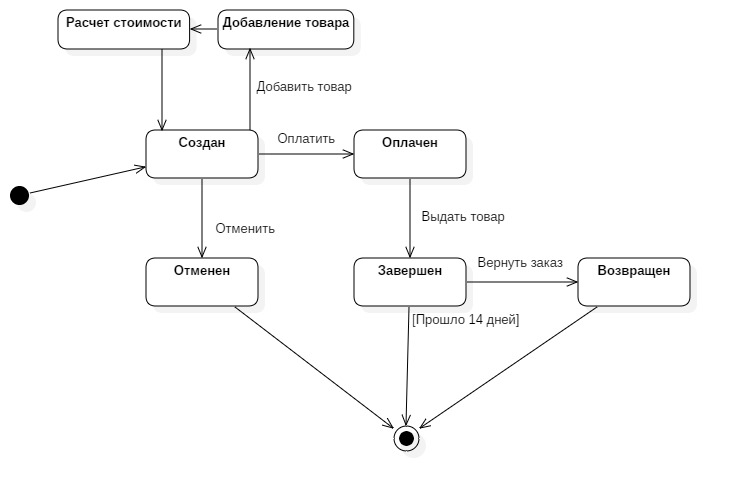 Расчет стоимости
Добавление товара
Добавить товар
Создан
Оплатить
Оплачен
Отменить
Выдать товар
Отменен
Завершен
Вернуть заказ
Возвращен
[Прошло 14 дней]